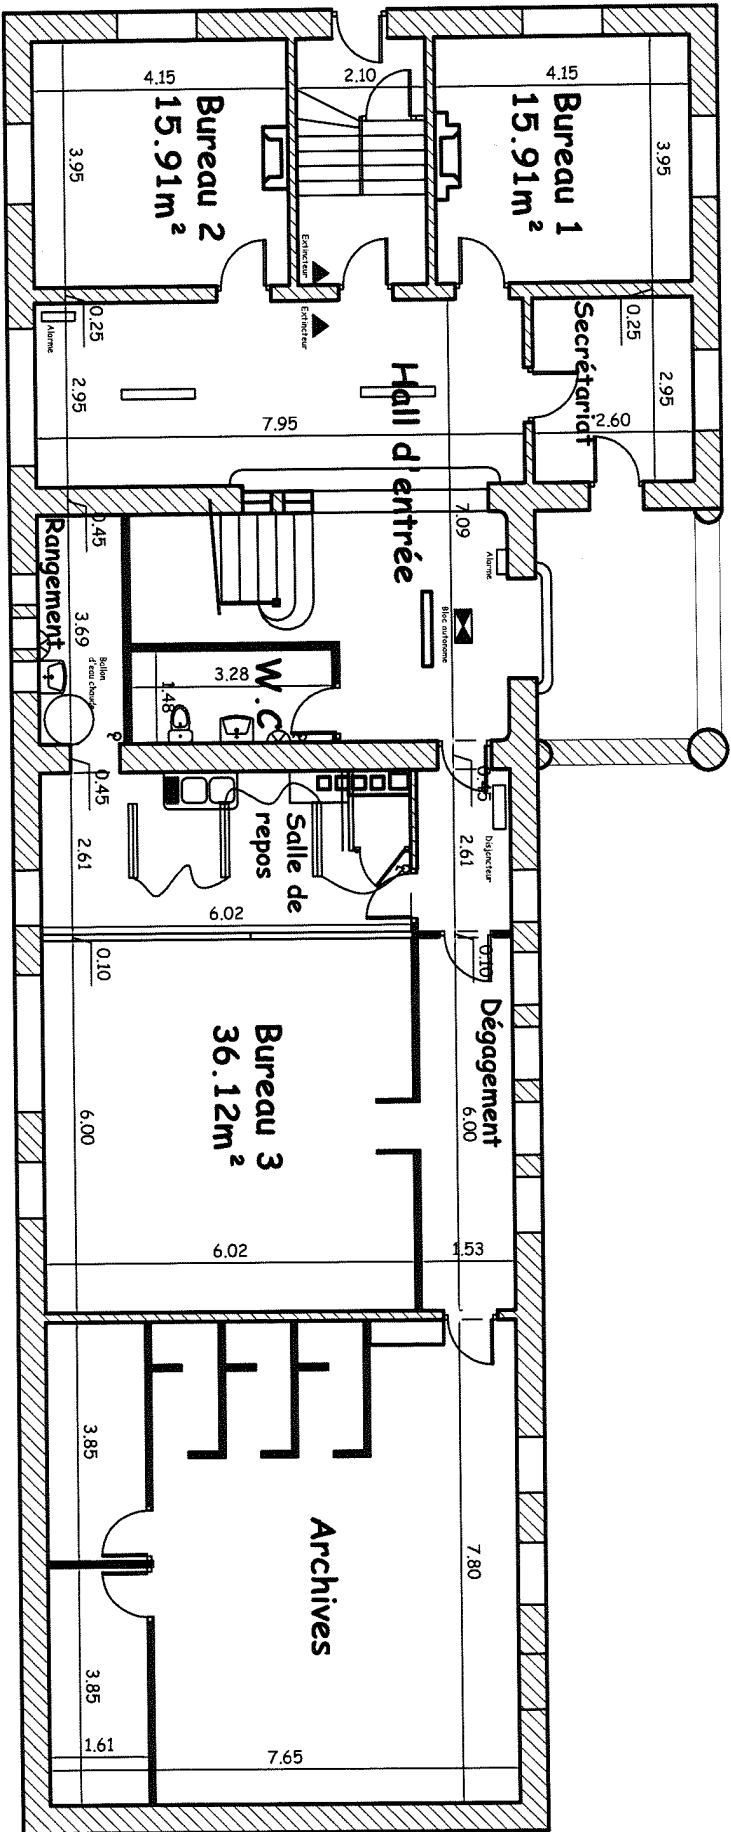 4.15
2.10
4.15
Bureau 2
15.91m²
Bureau 1
15.91m²
3.95
3.95
Extincteur
Extincteur
0.25
0.25
Alarme
Secrétariat
2.95
2.95
Hall d'entrée
7.95
2.60
0.45
7.09
Rangement
Alarme
3.69
Bloc autonome
Ballon
d'eau chaude
3.28
1.48
W.C
0.45
0.45
2.61
Salle de
repos
2.61
Disjoncteur
6.02
0.10
0.10
Dégagement
Bureau 3
36.12m²
6.00
6.00
6.02
1.53
3.85
Archives
7.80
3.85
1.61
7.65